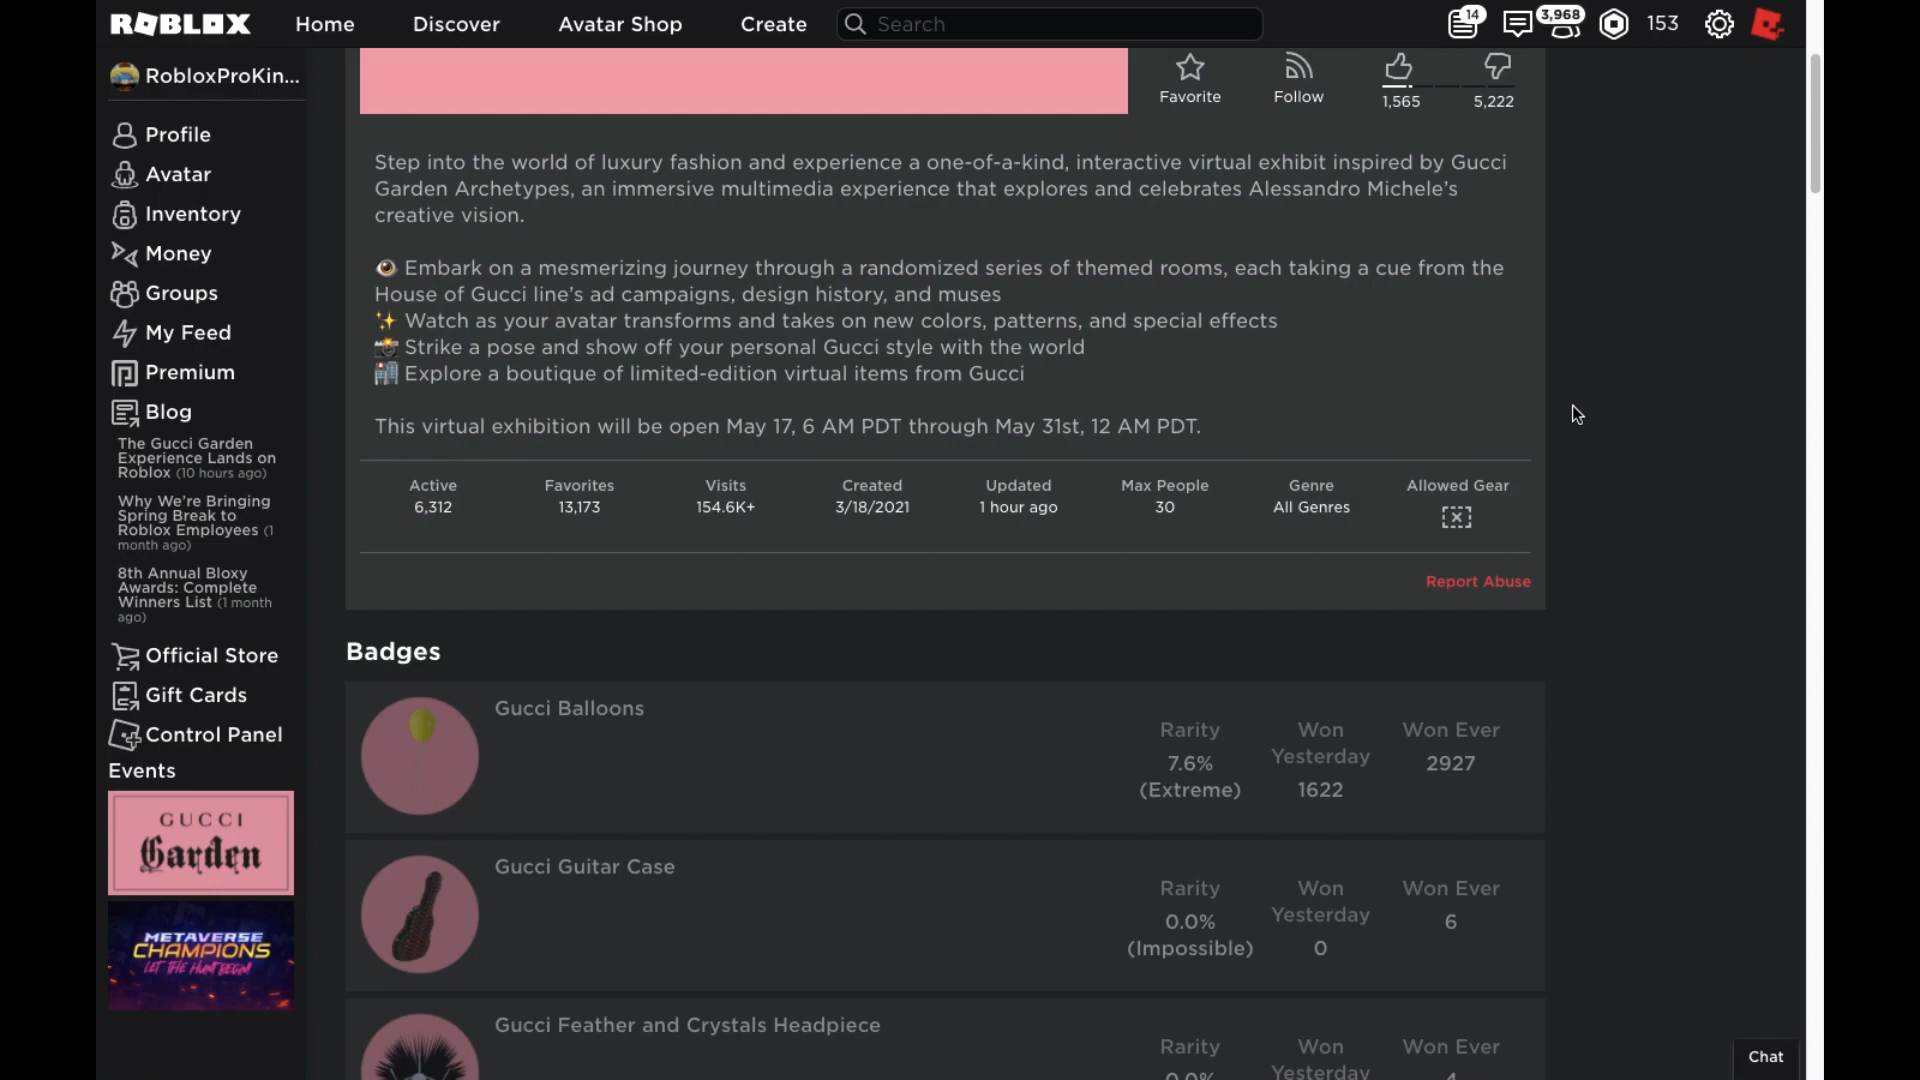 ROBLOX
Home
Discover
Avatar Shop
Create
Search
14
3,968
153
RobloxProKin...
Profile
Avatar
Inventory
Money
Groups
My Feed
Premium
Blog
The Gucci Garden
Experience Lands on
Roblox (10 hours ago)
Why We're Bringing
Spring Break to
Roblox Employees (1
month ago)
8th Annual Bloxy
Awards: Complete
Winners List (1 month
ago)
Official Store
Gift Cards
Control Panel
Events
GUCCI
Garden
METAVERSE
CHAMPIONS
LET THE HUNT BEGIN
Favorite
Follow
1,565
5,222
Step into the world of luxury fashion and experience a one-of-a-kind, interactive virtual exhibit inspired by Gucci
Garden Archetypes, an immersive multimedia experience that explores and celebrates Alessandro Michele's
creative vision.
👁️ Embark on a mesmerizing journey through a randomized series of themed rooms, each taking a cue from the
House of Gucci line's ad campaigns, design history, and muses
✨ Watch as your avatar transforms and takes on new colors, patterns, and special effects
📸 Strike a pose and show off your personal Gucci style with the world
🏬 Explore a boutique of limited-edition virtual items from Gucci
This virtual exhibition will be open May 17, 6 AM PDT through May 31st, 12 AM PDT.
Active
6,312
Favorites
13,173
Visits
154.6K+
Created
3/18/2021
Updated
1 hour ago
Max People
30
Genre
All Genres
Allowed Gear
Report Abuse
Badges
Gucci Balloons
Rarity
7.6%
(Extreme)
Won
Yesterday
1622
Won Ever
2927
Gucci Guitar Case
Rarity
0.0%
(Impossible)
Won
Yesterday
0
Won Ever
6
Gucci Feather and Crystals Headpiece
Rarity
0.0%
Won
Yesterday
Won Ever
4
Chat